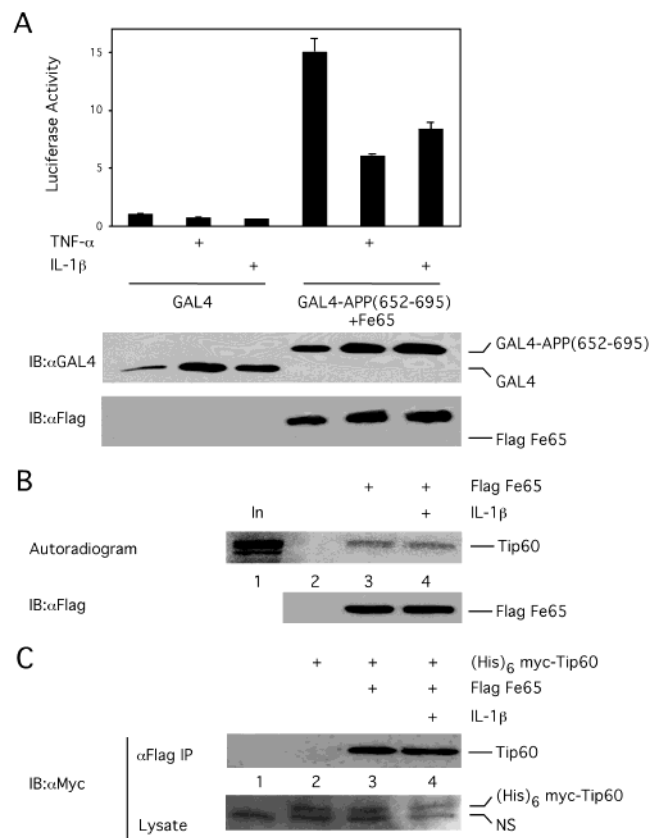 A
Luciferase Activity
15
10
5
0
TNF-α + +
IL-1β + +
GAL4 GAL4-APP(652-695)
+Fe65
IB:αGAL4 GAL4-APP(652-695)
GAL4
IB:αFlag
Flag Fe65
B
+ + Flag Fe65
In + IL-1β
Autoradiogram Tip60
1 2 3 4
IB:αFlag Flag Fe65
C
+ + + (His)6 myc-Tip60
+ + Flag Fe65
+ IL-1β
αFlag IP Tip60
IB:αMyc 1 2 3 4
(His)6 myc-Tip60
Lysate NS